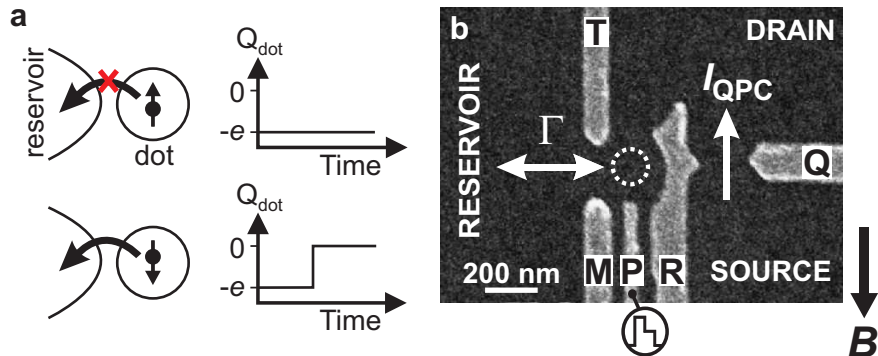 a
reservoir
dot
Q_dot
0
-e
Time
Q_dot
0
-e
Time
b
T
DRAIN
RESERVOIR
Γ
I_QPC
Q
200 nm
M P R
SOURCE
B